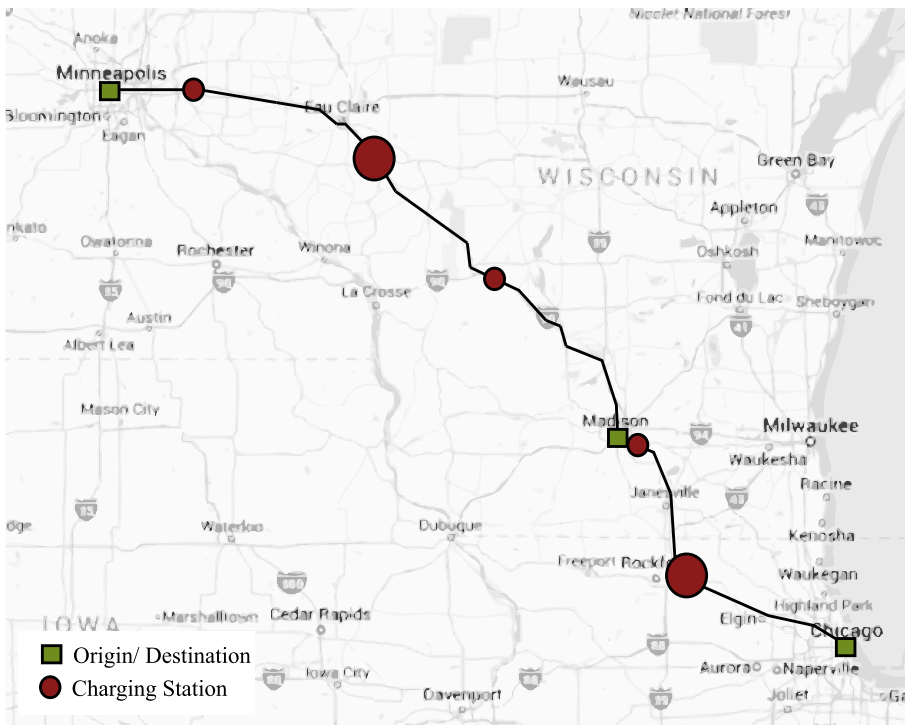 Nicolet National Forest
Anoka
Minneapolis
Wausau
Eau Claire
Bloomington
Eagan
Green Bay
WISCONSIN
Appleton
Owatonna
Rochester
Winona
Oshkosh
Manitowoc
La Crosse
Fond du Lac
Sheboygan
Austin
Albert Lea
Mason City
Madison
Milwaukee
94
Waukesha
Janesville
Racine
Waterloo
Dubuque
Kenosha
Freeport
Waukegan
Highland Park
Marshalltown
Cedar Rapids
Elgin
IOWA
Chicago
Origin/ Destination
Aurora
Naperville
Iowa City
Charging Station
Davenport
Joliet